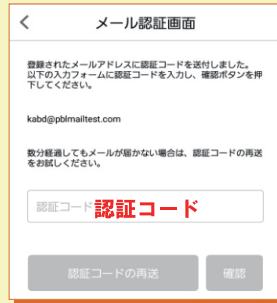 メール認証画面
登録されたメールアドレスに認証コードを送付しました。
以下の入力フォームに認証コードを入力し、確認ボタンを押
下してください。
kabd@pblmailtest.com
数分経過してもメールが届かない場合は、認証コードの再送
をお試しください。
認証コード 認証コード
認証コードの再送 確認